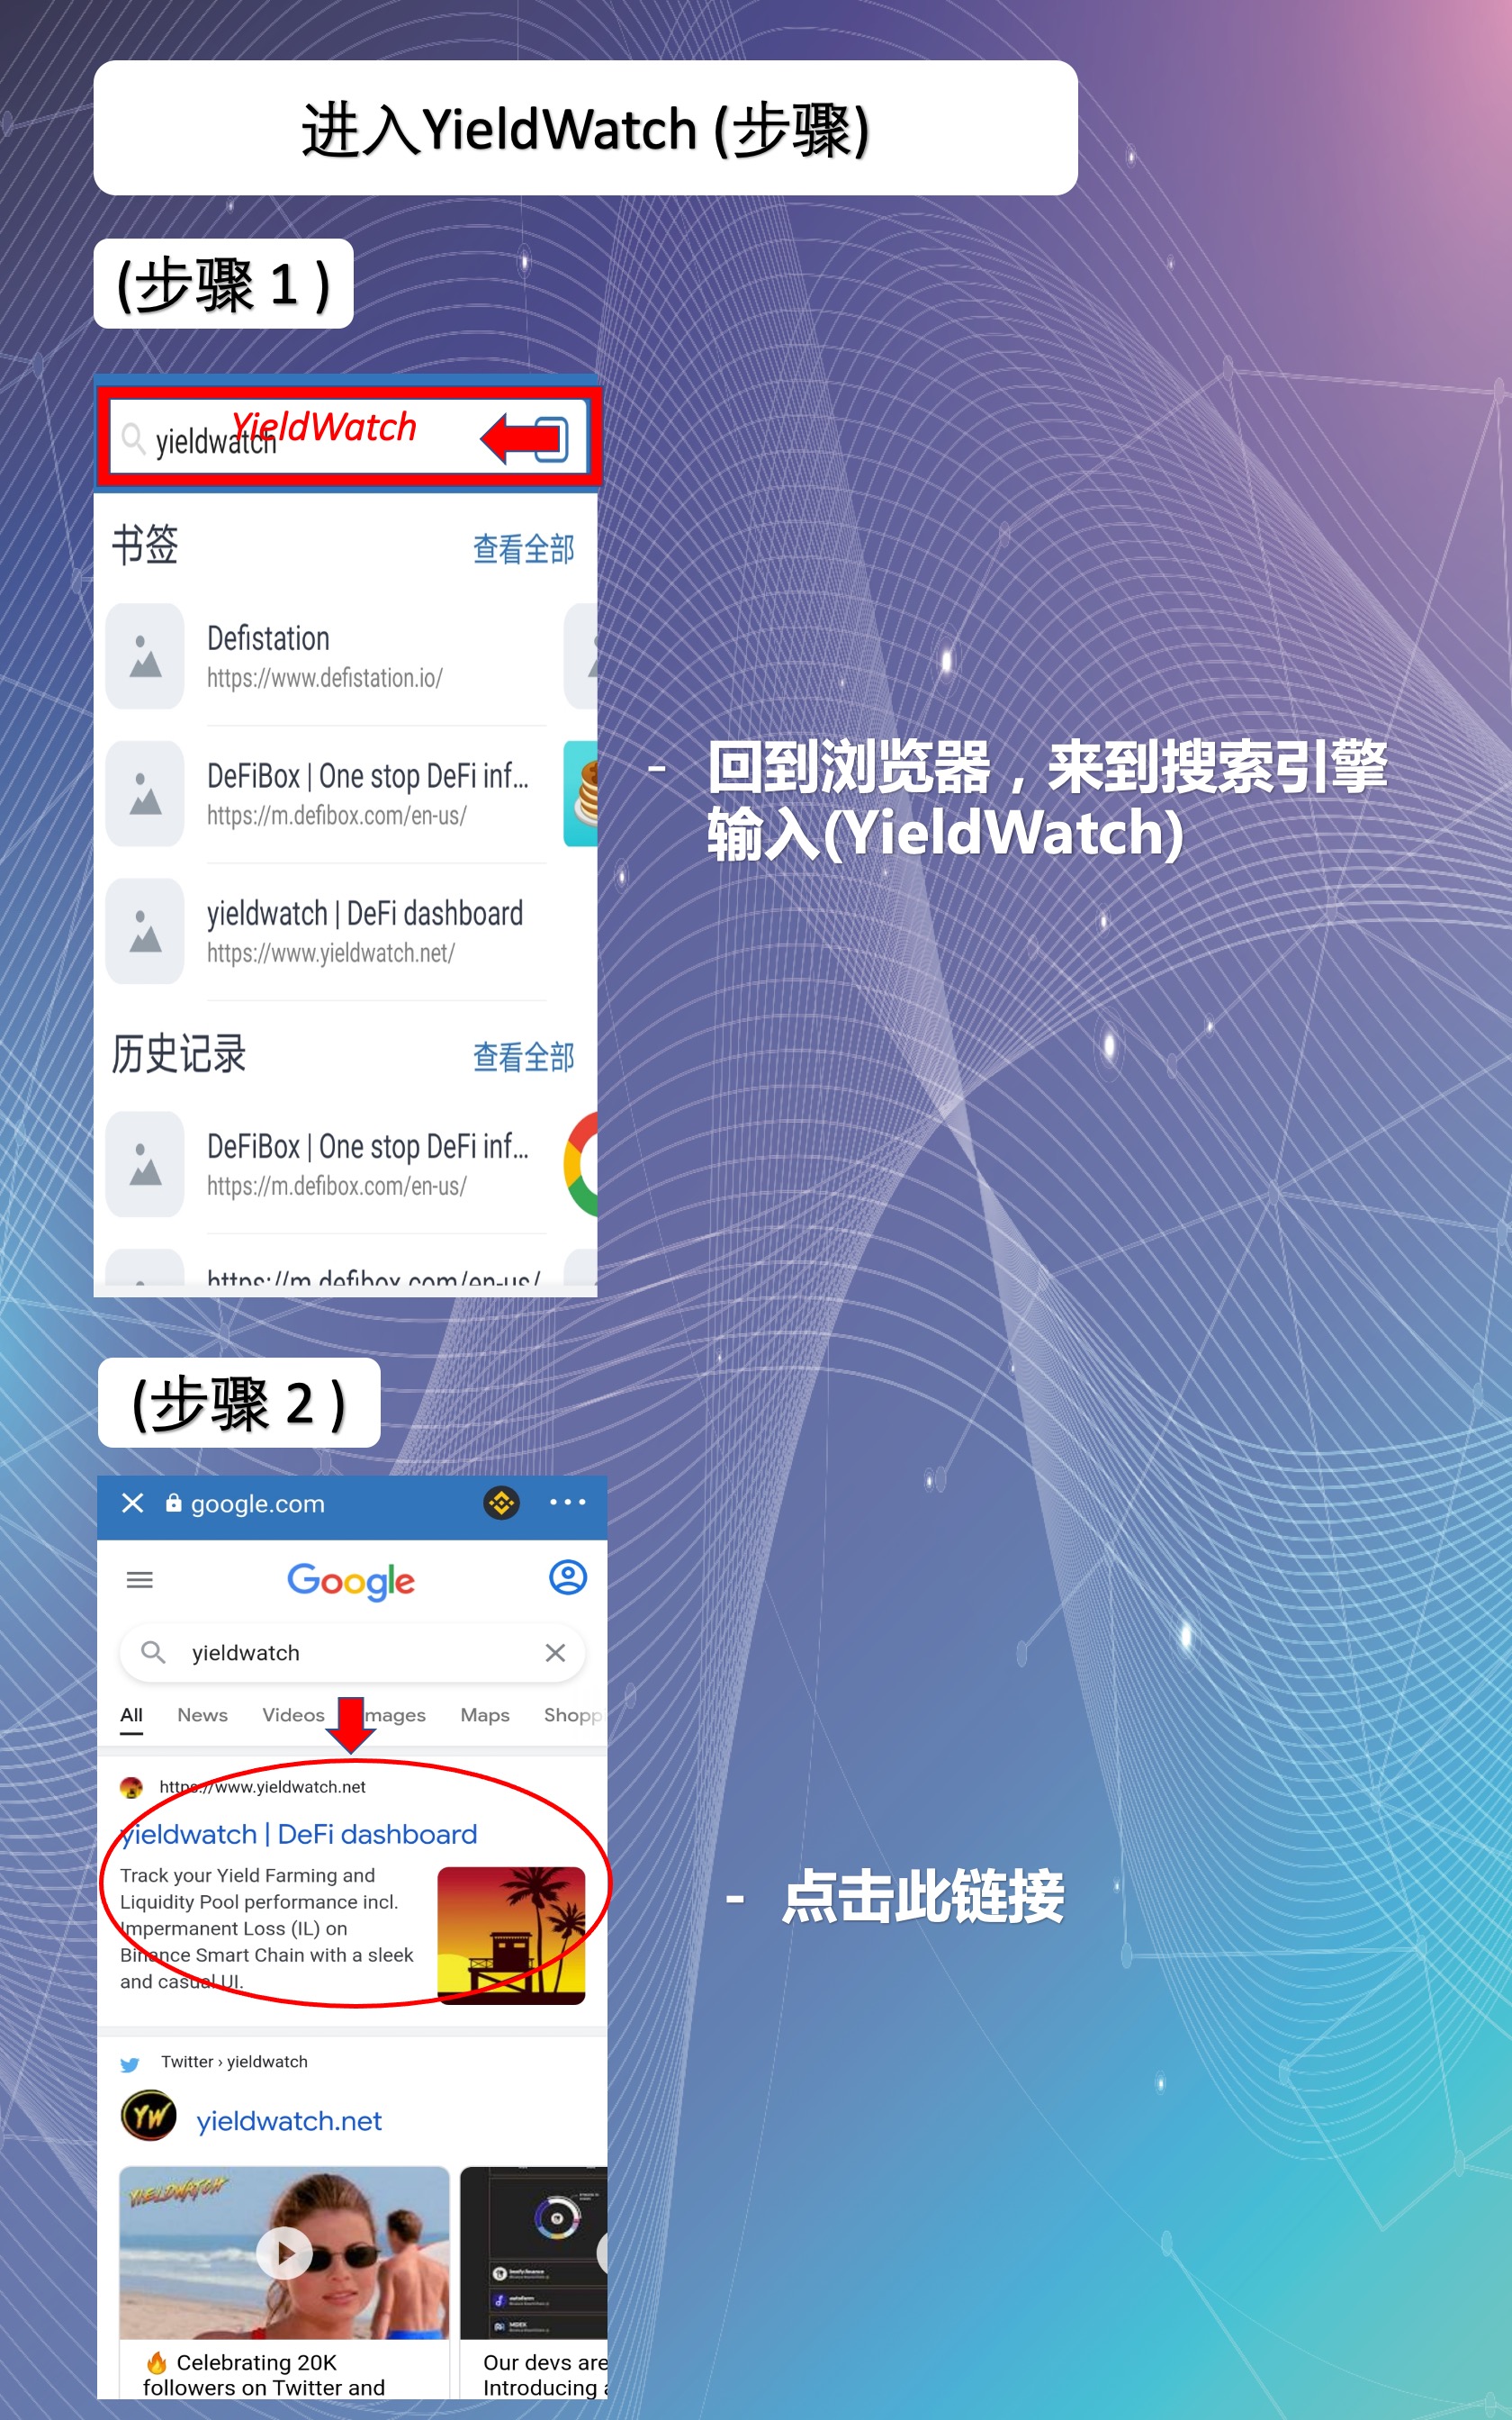 进入YieldWatch (步骤)
(步骤 1 )
yieldwatch
YieldWatch
书签 查看全部
Defistation
https://www.defistation.io/
DeFiBox | One stop DeFi inf...
https://m.defibox.com/en-us/
yieldwatch | DeFi dashboard
https://www.yieldwatch.net/
历史记录 查看全部
DeFiBox | One stop DeFi inf...
https://m.defibox.com/en-us/
https://m.defibox.com/en-us/
- 回到浏览器，来到搜索引擎
输入(YieldWatch)
(步骤 2 )
google.com
Google
yieldwatch
All News Videos Images Maps Shopp
https://www.yieldwatch.net
yieldwatch | DeFi dashboard
Track your Yield Farming and
Liquidity Pool performance incl.
Impermanent Loss (IL) on
Binance Smart Chain with a sleek
and casual UI.
Twitter › yieldwatch
YW
yieldwatch.net
YIELDWATCH
Celebrating 20K
followers on Twitter and
Our devs are
Introducing
- 点击此链接